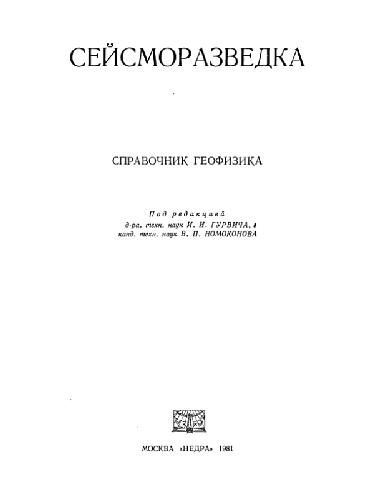 СЕЙСМОРАЗВЕДКА
СПРАВОЧНИК ГЕОФИЗИКА
Под редакцией
д-ра. техн. наук И. И. ГУРВИЧА,
канд. техн. наук В. П. НОМОКОНОВА
МОСКВА «НЕДРА» 1981